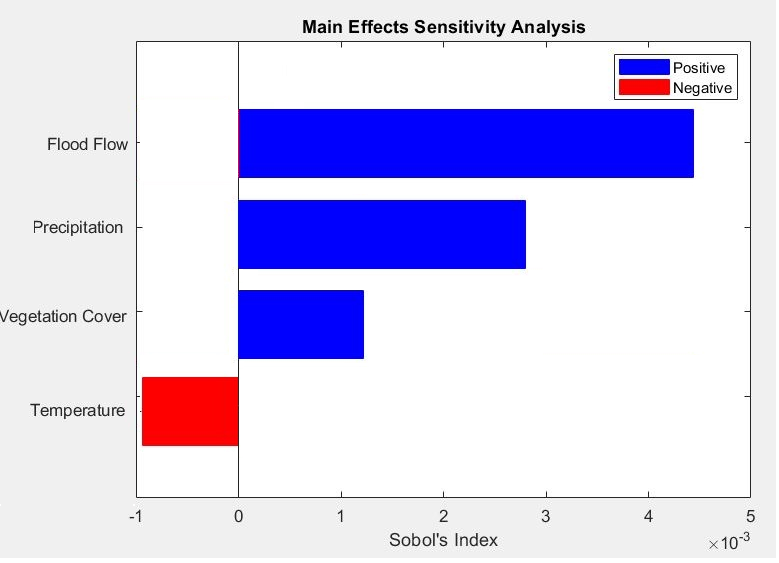 Main Effects Sensitivity Analysis
Positive
Negative
Flood Flow
Precipitation
Vegetation Cover
Temperature
-1 0 1 2 3 4 5
Sobol's Index
×10⁻³